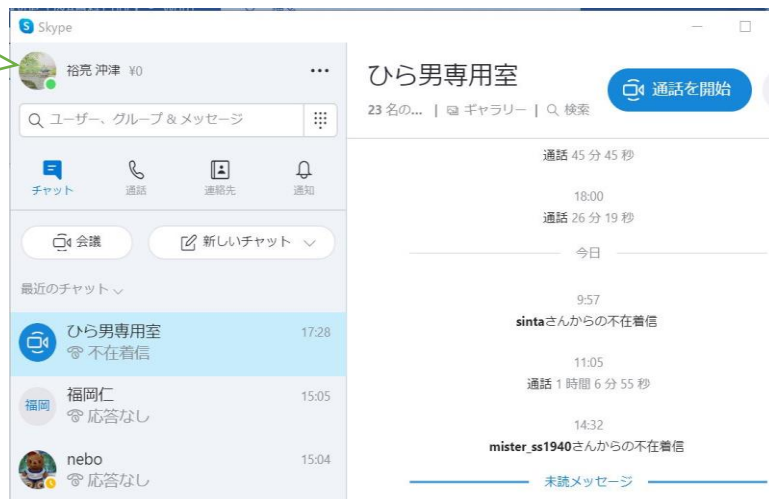 Skype
裕亮 沖津 ¥0
ユーザー、グループ & メッセージ
チャット
通話
連絡先
通知
会議
新しいチャット
最近のチャット
ひら男専用室 17:28
不在着信
福岡
福岡仁 15:05
応答なし
nebo 15:04
応答なし
ひら男専用室
通話を開始
23 名の... | ギャラリー | 検索
通話 45 分 45 秒
18:00
通話 26 分 19 秒
今日
9:57
sintaさんからの不在着信
11:05
通話 1 時間 6 分 55 秒
14:32
mister_ss1940さんからの不在着信
未読メッセージ